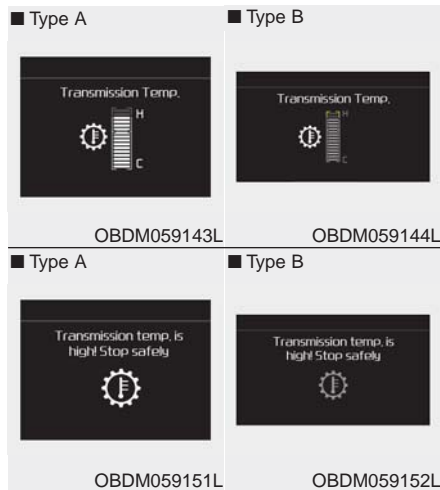 ■ Type A
■ Type B
Transmission Temp.
H
C
Transmission Temp.
H
C
OBDM059143L
OBDM059144L
■ Type A
■ Type B
Transmission temp. is
high! Stop safely
Transmission temp. is
high! Stop safely
OBDM059151L
OBDM059152L